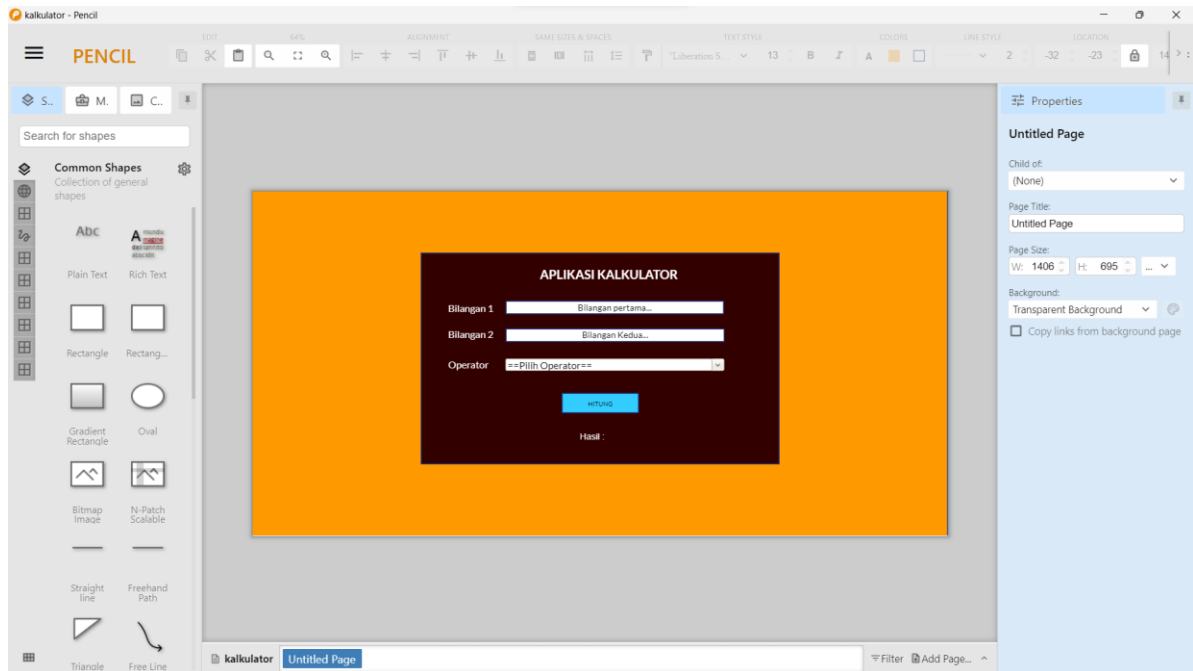 kalkulator - Pencil
EDIT 64% ALIGNMENT SAME SIZES & SPACES TEXT STYLE COLORS LINE STYLE LOCATION
PENCIL
"Liberation S... 13 B I A 2 -32 -23 14
S.. M. C..
Search for shapes
Common Shapes
Collection of general
shapes
Abc
Plain Text Rich Text
Rectangle Rectang...
Gradient
Rectangle
Oval
Bitmap
Image
N-Patch
Scalable
Straight
line
Freehand
Path
Triangle Free Line
APLIKASI KALKULATOR
Bilangan 1 Bilangan pertama...
Bilangan 2 Bilangan Kedua...
Operator ==Pilih Operator==
HITUNG
Hasil :
kalkulator Untitled Page
Filter Add Page...
Properties
Untitled Page
Child of:
(None)
Page Title:
Untitled Page
Page Size:
W: 1406 H: 695 ...
Background:
Transparent Background
Copy links from background page